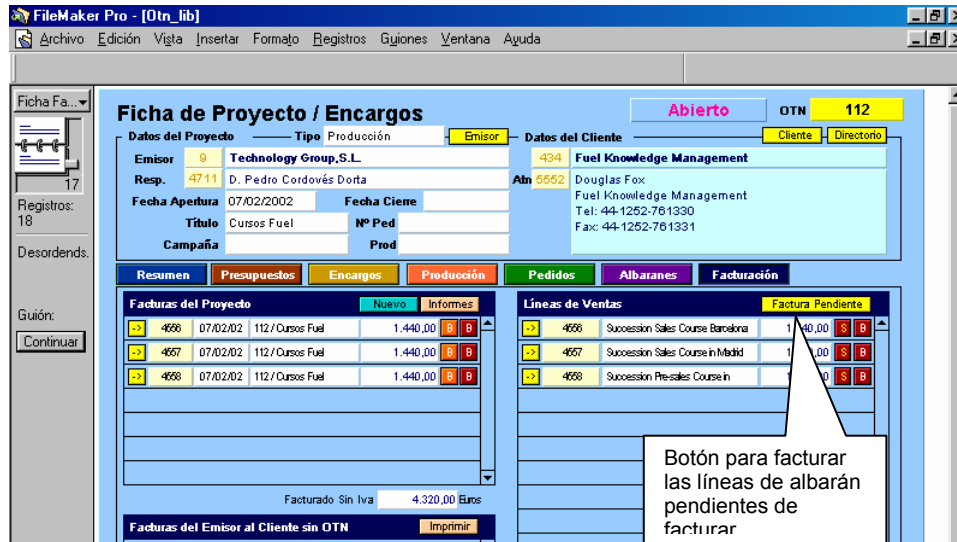 FileMaker Pro - [Otn_lib]
Archivo Edición Vista Insertar Formato Registros Guiones Ventana Ayuda
Ficha Fa...
17
Registros:
18
Desordends.
Guión:
Continuar
Ficha de Proyecto / Encargos
Abierto
OTN 112
Datos del Proyecto Tipo Producción Emisor
Emisor 9 Technology Group,S.L.
Resp. 4711 D. Pedro Cordovés Dorta
Fecha Apertura 07/02/2002 Fecha Cierre
Título Cursos Fuel Nº Ped
Campaña Prod
Datos del Cliente Cliente Directorio
434 Fuel Knowledge Management
Atn 5552 Douglas Fox
Fuel Knowledge Management
Tel: 44-1252-761330
Fax: 44-1252-761331
Resumen Presupuestos Encargos Producción Pedidos Albaranes Facturación
Facturas del Proyecto Nuevo Informes
-> 4656 07/02/02 112 / Cursos Fuel 1.440,00 B B
-> 4657 07/02/02 112 / Cursos Fuel 1.440,00 B B
-> 4658 07/02/02 112 / Cursos Fuel 1.440,00 B B
Facturado Sin Iva 4.320,00 Euros
Facturas del Emisor al Cliente sin OTN Imprimir
Líneas de Ventas Factura Pendiente
-> 4656 Succession Sales Course Barcelona S B
-> 4657 Succession Sales Course in Madrid S B
-> 4658 Succession Pre-sales Course in S B
Botón para facturar
las líneas de albarán
pendientes de
facturar